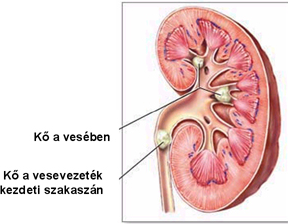 Kő a vesében
Kő a vesevezeték
kezdeti szakaszán